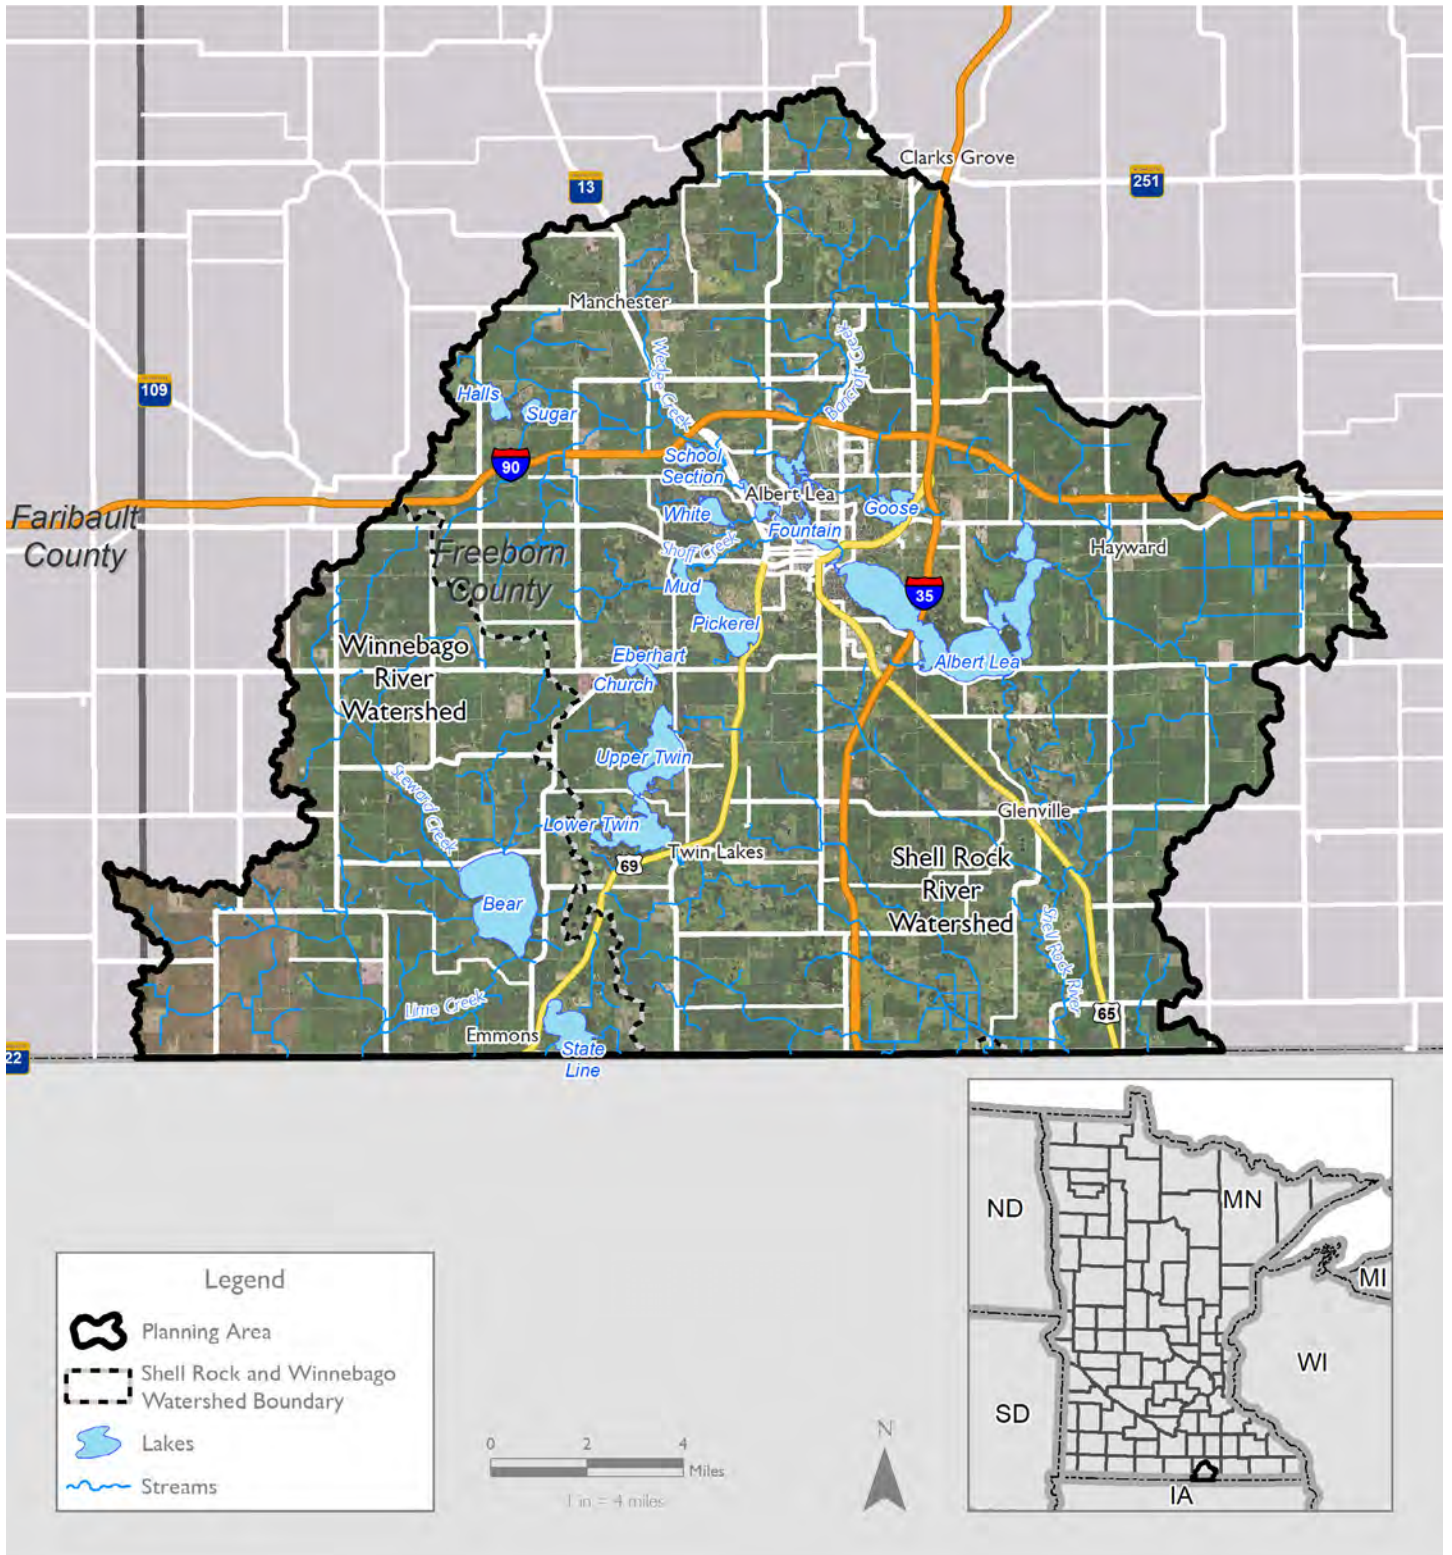 Clarks Grove
13
251
Manchester
Bancroft Creek
Wedge Creek
109
Halls
Sugar
90
School
Section
Albert Lea
Goose
White
Fountain
Faribault
County
Freeborn
County
Shoff Creek
Hayward
Mud
35
Pickerel
Winnebago
River
Watershed
Eberhart
Church
Albert Lea
Upper Twin
Steward Creek
Lower Twin
Glenville
Twin Lakes
69
Shell Rock
River
Watershed
Bear
Shell Rock River
Lime Creek
65
Emmons
State
Line
22
ND
MN
MI
WI
SD
IA
Legend
Planning Area
Shell Rock and Winnebago
Watershed Boundary
Lakes
Streams
0 2 4
Miles
1 in = 4 miles
N